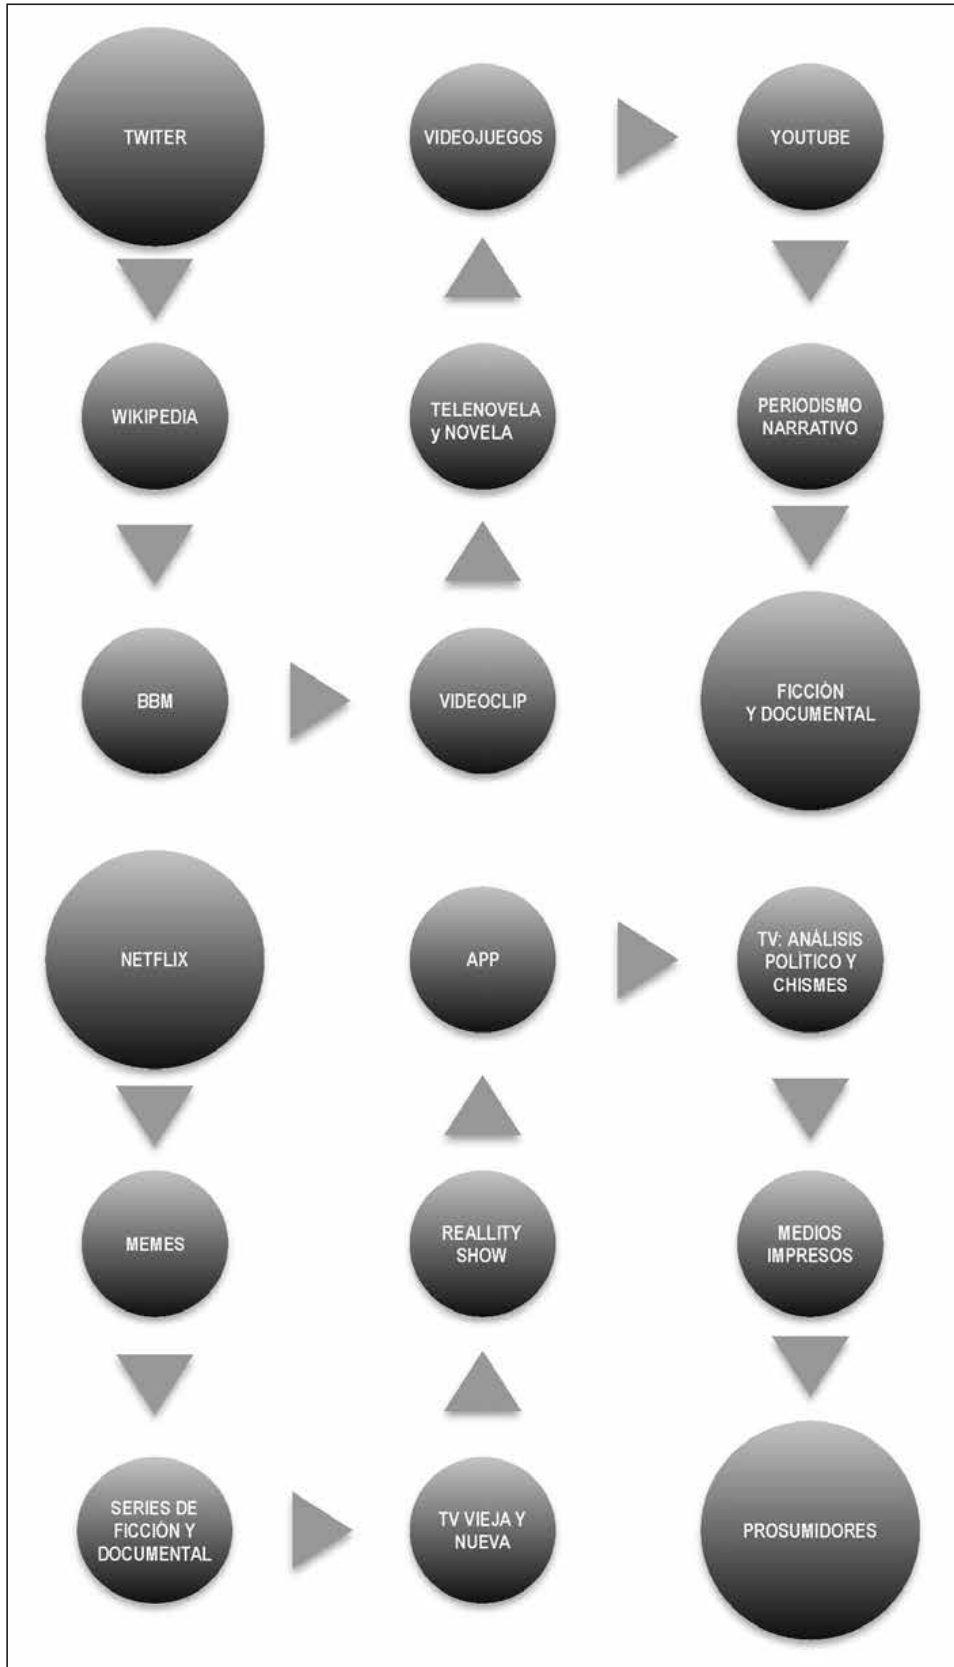 TWITER
WIKIPEDIA
BBM
VIDEOCLIP
TELENOVELA
y NOVELA
VIDEOJUEGOS
YOUTUBE
PERIODISMO
NARRATIVO
FICCIÒN
Y DOCUMENTAL
NETFLIX
MEMES
SERIES DE
FICCIÓN Y
DOCUMENTAL
TV VIEJA Y
NUEVA
REALLITY
SHOW
APP
TV: ANÁLISIS
POLÍTICO Y
CHISMES
MEDIOS
IMPRESOS
PROSUMIDORES